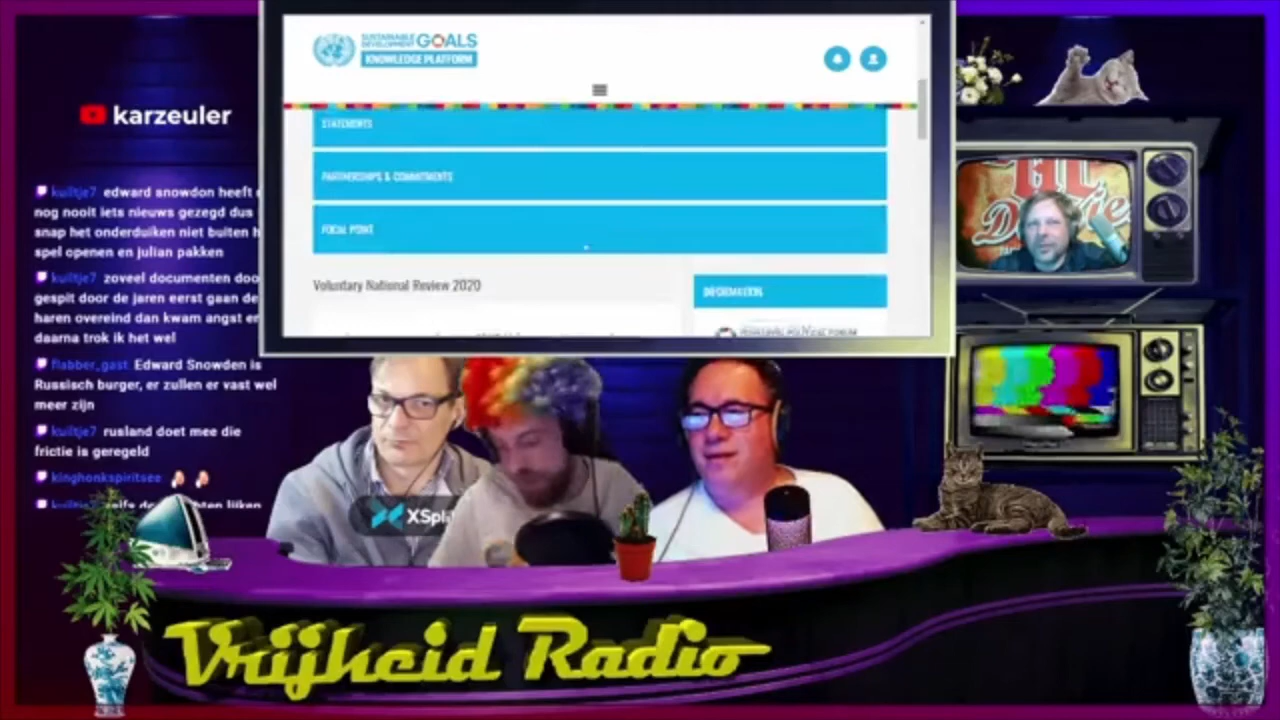 SUSTAINABLE
DEVELOPMENT GOALS
KNOWLEDGE PLATFORM
STATEMENTS
PARTNERSHIPS & COMMITMENTS
FOCAL POINT
Voluntary National Review 2020
INFORMATION
karzeuler
kuiltje7 edward snowdon heeft
nog nooit iets nieuws gezegd dus
snap het onderduiken niet buiten h
spel openen en julian pakken
kuiltje7 zoveel documenten doo
gespit door de jaren eerst gaan de
haren overeind dan kwam angst en
daarna trok ik het wel
flabber_gast Edward Snowden is
Russisch burger, er zullen er vast wel
meer zijn
kuiltje7 rusland doet mee die
frictie is geregeld
kinghonkspiritsee
kuiltje7
XSpli
Vrijheid Radio